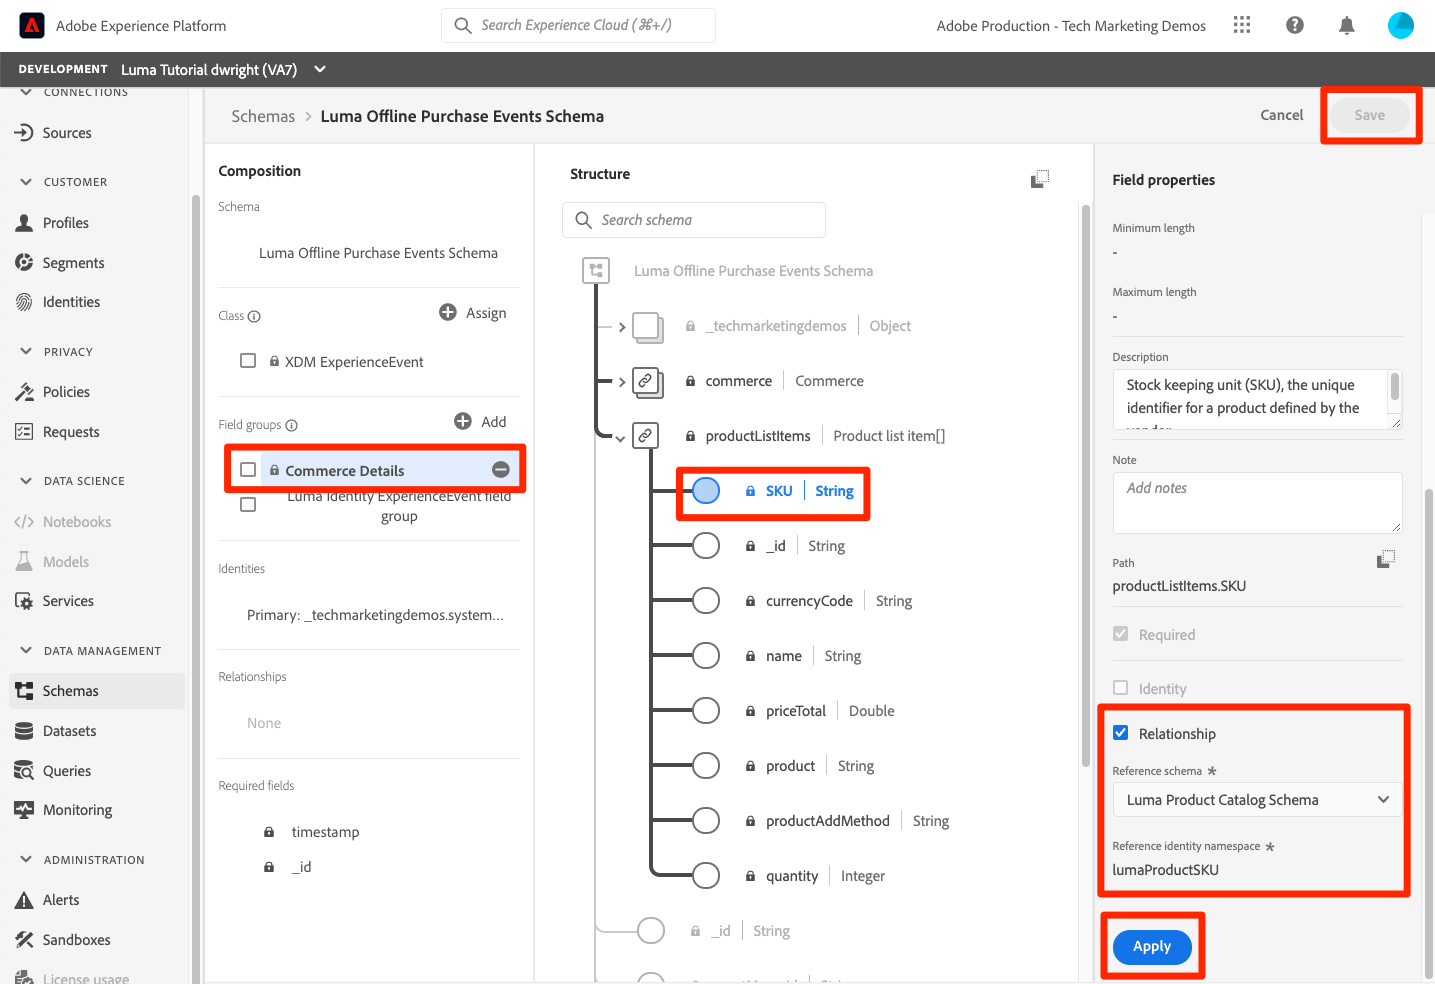 Adobe Experience Platform
Search Experience Cloud (⌘+/)
Adobe Production - Tech Marketing Demos
DEVELOPMENT Luma Tutorial dwright (VA7)
CONNECTIONS
Sources
CUSTOMER
Profiles
Segments
Identities
PRIVACY
Policies
Requests
DATA SCIENCE
Notebooks
Models
Services
DATA MANAGEMENT
Schemas
Datasets
Queries
Monitoring
ADMINISTRATION
Alerts
Sandboxes
License usage
Schemas > Luma Offline Purchase Events Schema
Cancel
Save
Composition
Schema
Luma Offline Purchase Events Schema
Class
Assign
XDM ExperienceEvent
Field groups
Add
Commerce Details
Luma Identity ExperienceEvent field
group
Identities
Primary: _techmarketingdemos.system...
Relationships
None
Required fields
timestamp
_id
Structure
Search schema
Luma Offline Purchase Events Schema
_techmarketingdemos Object
commerce Commerce
productListItems Product list item[]
SKU String
_id String
currencyCode String
name String
priceTotal Double
product String
productAddMethod String
quantity Integer
_id String
Field properties
Minimum length
-
Maximum length
-
Description
Stock keeping unit (SKU), the unique
identifier for a product defined by the
vendor
Note
Add notes
Path
productListItems.SKU
Required
Identity
Relationship
Reference schema *
Luma Product Catalog Schema
Reference identity namespace *
lumaProductSKU
Apply